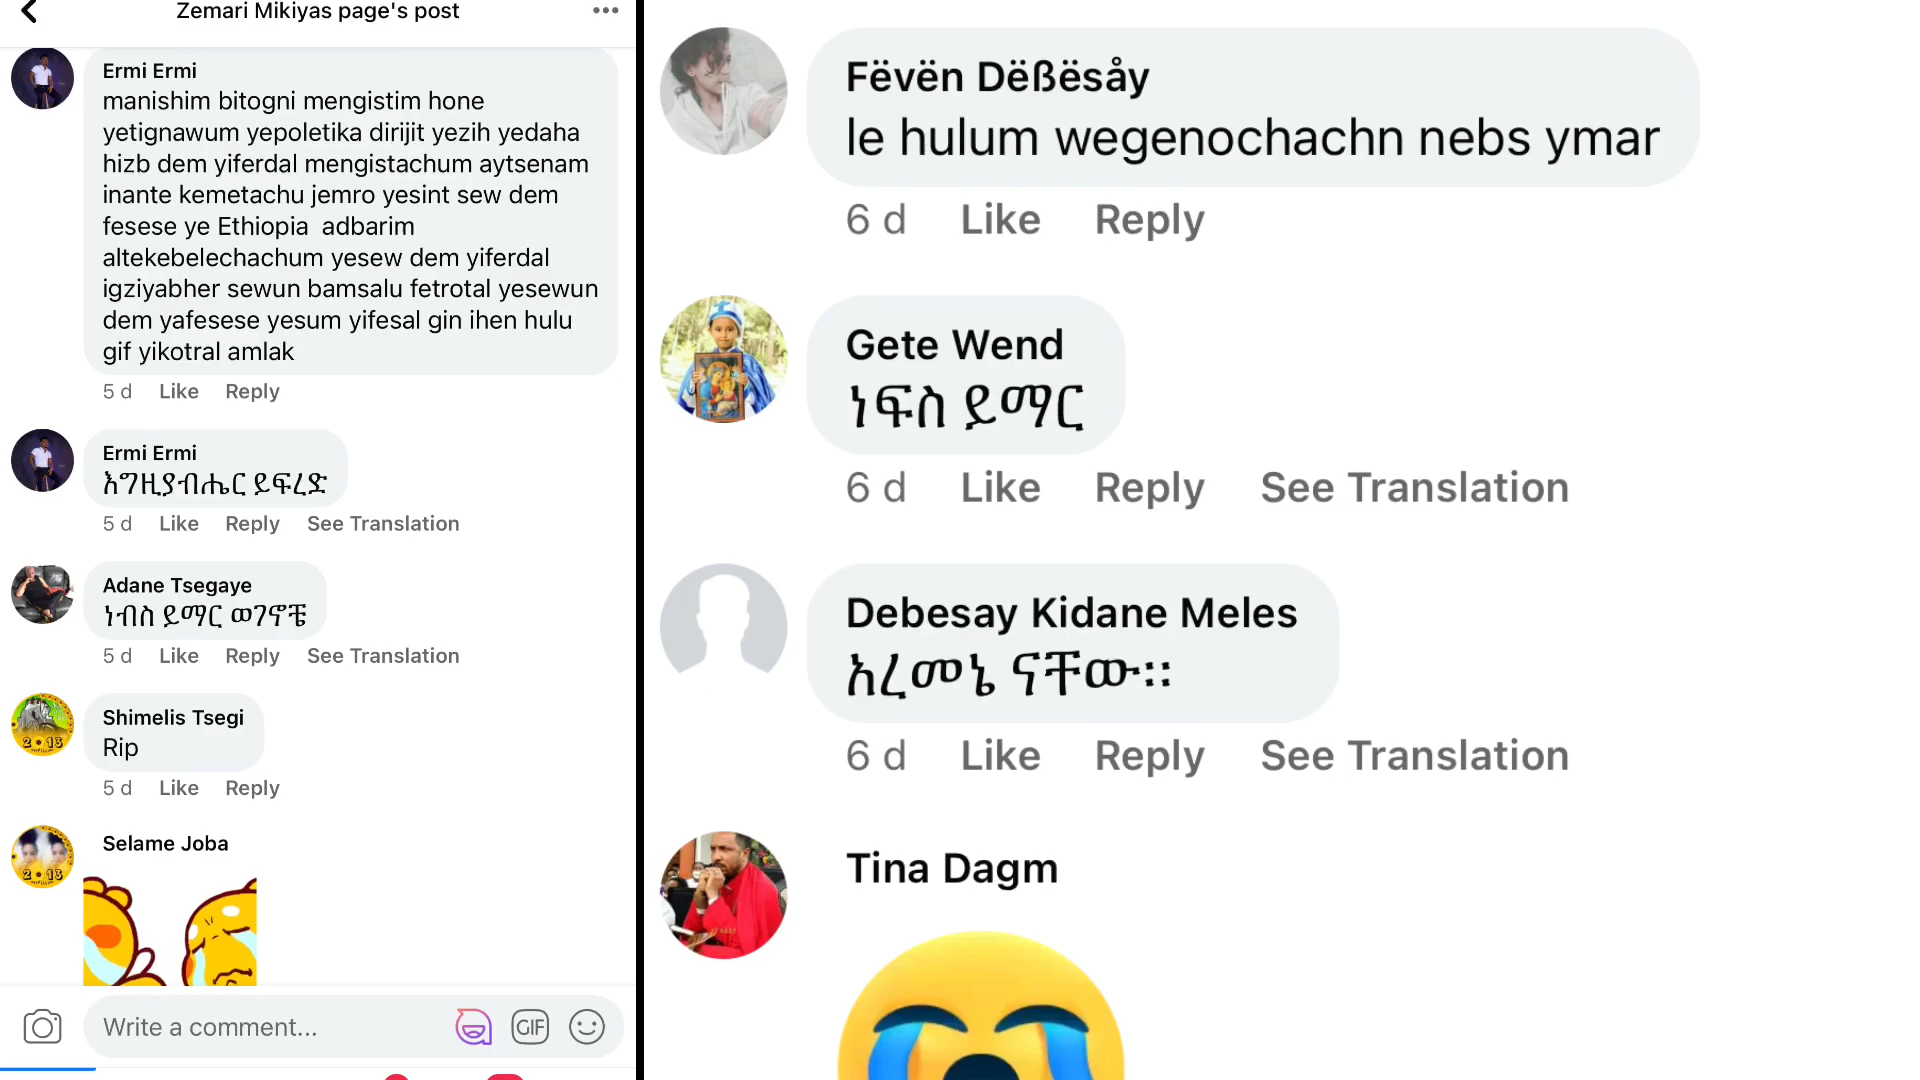 Zemari Mikiyas page's post
Ermi Ermi
manishim bitogni mengistim hone
yetignawum yepoletika dirijit yezih yedaha
hizb dem yiferdal mengistachum aytsenam
inante kemetachu jemro yesint sew dem
fesese ye Ethiopia adbarim
altekebelechachum yesew dem yiferdal
igziyabher sewun bamsalu fetrotal yesewun
dem yafesese yesum yifesal gin ihen hulu
gif yikotral amlak
5 d Like Reply
Ermi Ermi
እግዚያብሔር ይፍረድ
5 d Like Reply See Translation
Adane Tsegaye
ነብስ ይማር ወገኖቼ
5 d Like Reply See Translation
Shimelis Tsegi
Rip
5 d Like Reply
Selame Joba
Write a comment...
GIF
Fëvën Dëßësåy
le hulum wegenochachn nebs ymar
6 d Like Reply
Gete Wend
ነፍስ ይማር
6 d Like Reply See Translation
Debesay Kidane Meles
አረመኔ ናቸው፡፡
6 d Like Reply See Translation
Tina Dagm